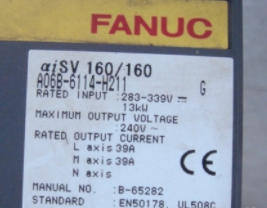 FANUC
αiSV 160/160
A06B-6114-H211 G
RATED INPUT :283-339V ⎓
13kW
MAXIMUM OUTPUT VOLTAGE
:240V ~
RATED OUTPUT CURRENT
L axis 39A
M axis 39A
N axis
CE
MANUAL NO. :B-65282
STANDARD :EN50178, UL508C